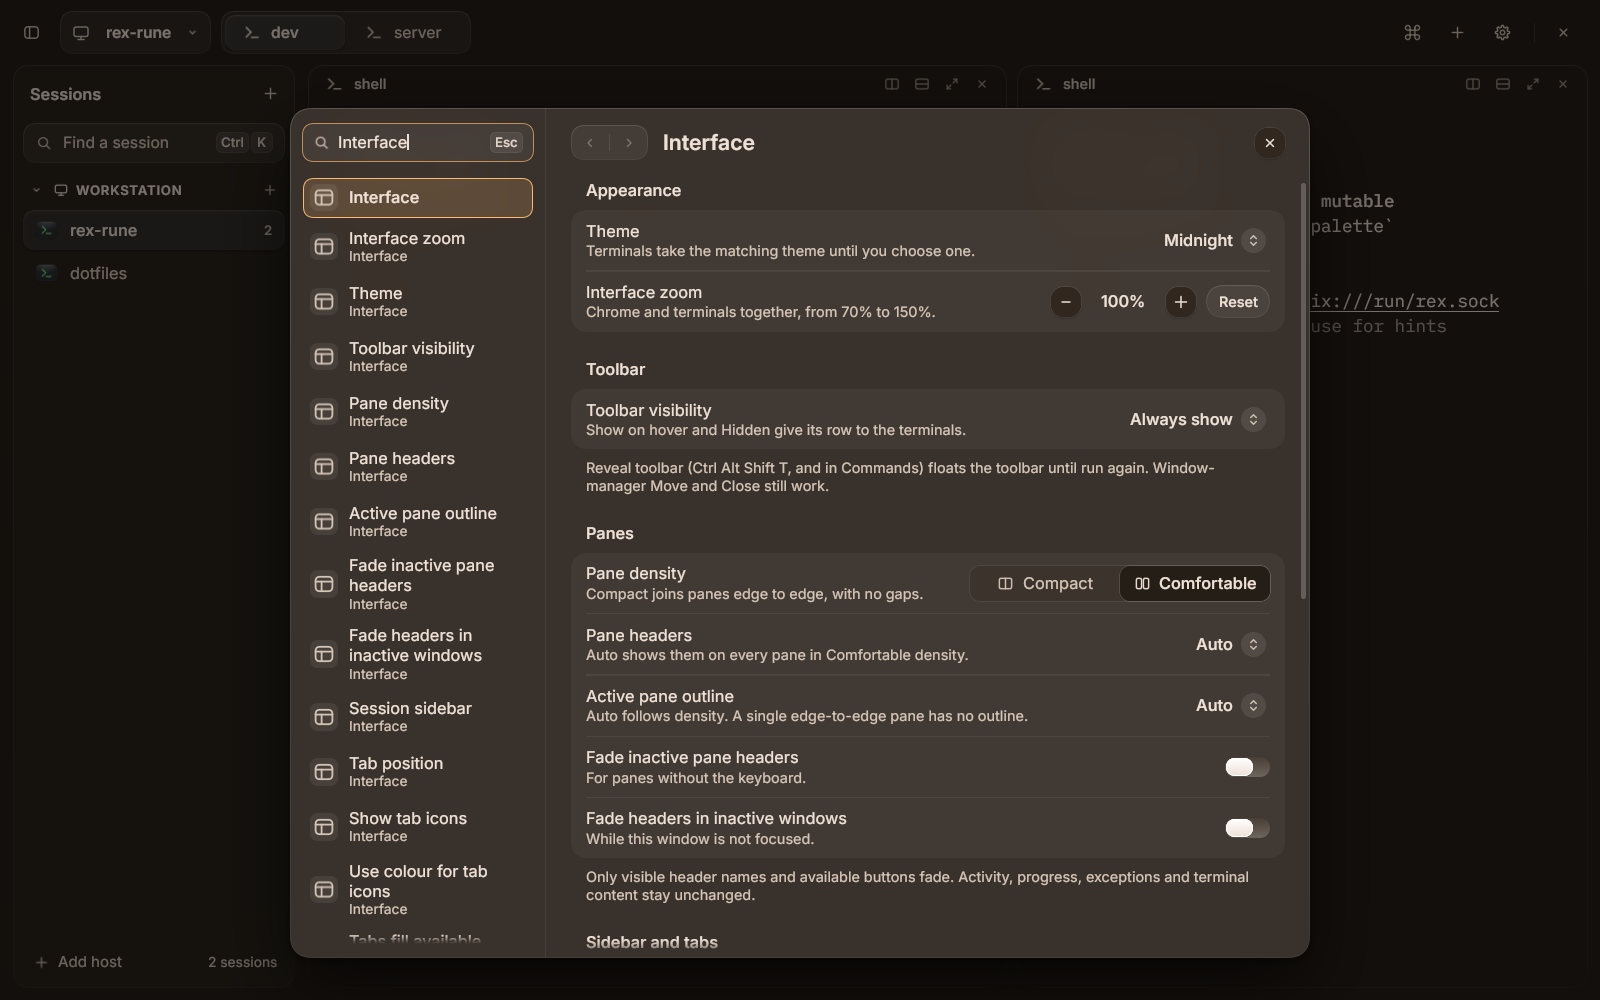 rex-rune
dev
server
Sessions
Find a session
Ctrl K
WORKSTATION
rex-rune 2
dotfiles
Add host
2 sessions
shell
shell
mutable
palette`
ix:///run/rex.sock
use for hints
Interface
Esc
Interface
Interface zoom
Interface
Theme
Interface
Toolbar visibility
Interface
Pane density
Interface
Pane headers
Interface
Active pane outline
Interface
Fade inactive pane
headers
Interface
Fade headers in
inactive windows
Interface
Session sidebar
Interface
Tab position
Interface
Show tab icons
Interface
Use colour for tab
icons
Interface
Tabs fill available
Interface
Appearance
Theme
Terminals take the matching theme until you choose one.
Midnight
Interface zoom
Chrome and terminals together, from 70% to 150%.
100%
Reset
Toolbar
Toolbar visibility
Show on hover and Hidden give its row to the terminals.
Always show
Reveal toolbar (Ctrl Alt Shift T, and in Commands) floats the toolbar until run again. Window-
manager Move and Close still work.
Panes
Pane density
Compact joins panes edge to edge, with no gaps.
Compact
Comfortable
Pane headers
Auto shows them on every pane in Comfortable density.
Auto
Active pane outline
Auto follows density. A single edge-to-edge pane has no outline.
Auto
Fade inactive pane headers
For panes without the keyboard.
Fade headers in inactive windows
While this window is not focused.
Only visible header names and available buttons fade. Activity, progress, exceptions and terminal
content stay unchanged.
Sidebar and tabs